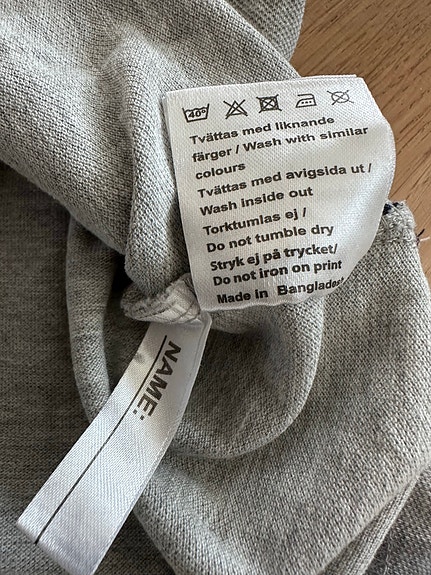 40°
Tvättas med liknande
färger / Wash with similar
colours
Tvättas med avigsida ut /
Wash inside out
Torktumlas ej /
Do not tumble dry
Stryk ej på trycket/
Do not iron on print
Made in Bangladesh
NAME: